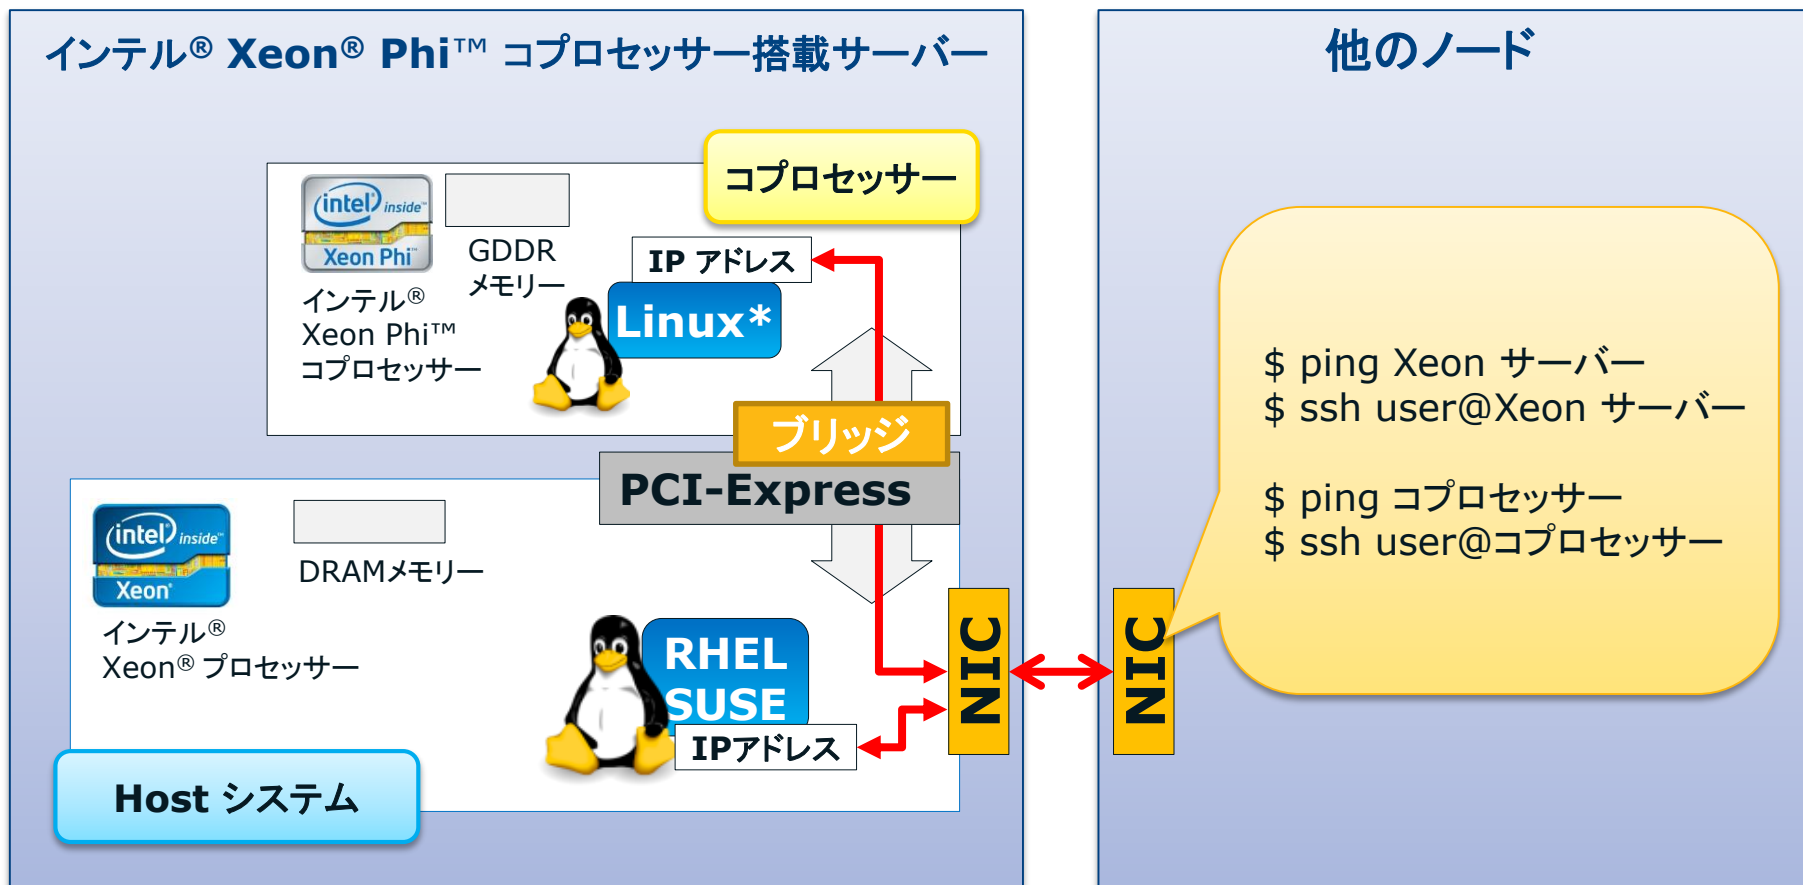 インテル® Xeon® Phi™ コプロセッサー搭載サーバー
コプロセッサー
intel inside™
Xeon Phi™
GDDR
メモリー
インテル®
Xeon Phi™
コプロセッサー
IP アドレス
Linux*
ブリッジ
PCI-Express
intel inside™
Xeon®
DRAMメモリー
インテル®
Xeon® プロセッサー
RHEL
SUSE
IPアドレス
NIC
Host システム
他のノード
NIC
$ ping Xeon サーバー
$ ssh user@Xeon サーバー
$ ping コプロセッサー
$ ssh user@コプロセッサー